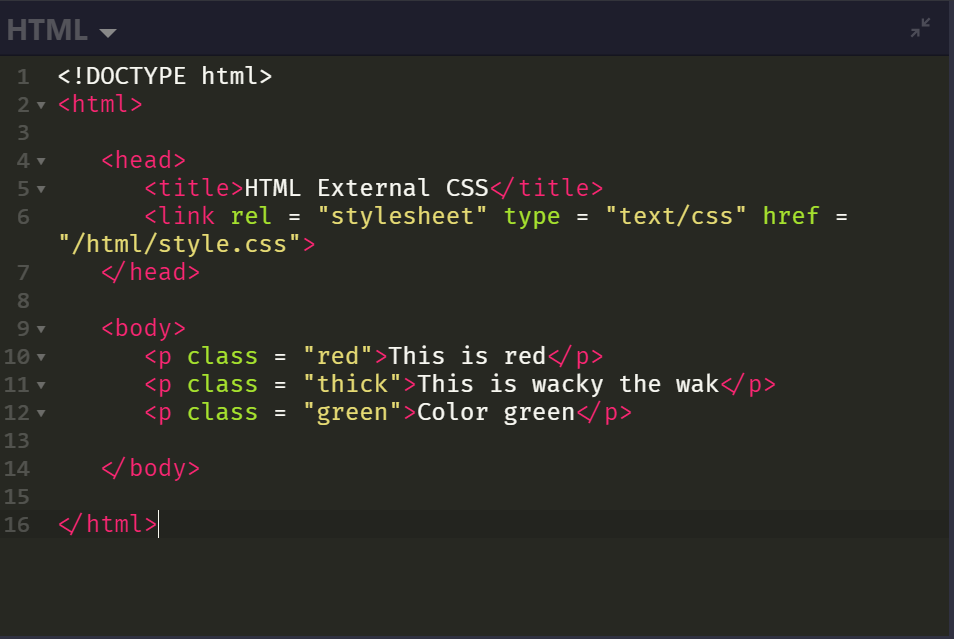 HTML
1 <!DOCTYPE html>
2 <html>
3
4 <head>
5 <title>HTML External CSS</title>
6 <link rel = "stylesheet" type = "text/css" href =
"/html/style.css">
7 </head>
8
9 <body>
10 <p class = "red">This is red</p>
11 <p class = "thick">This is wacky the wak</p>
12 <p class = "green">Color green</p>
13
14 </body>
15
16 </html>